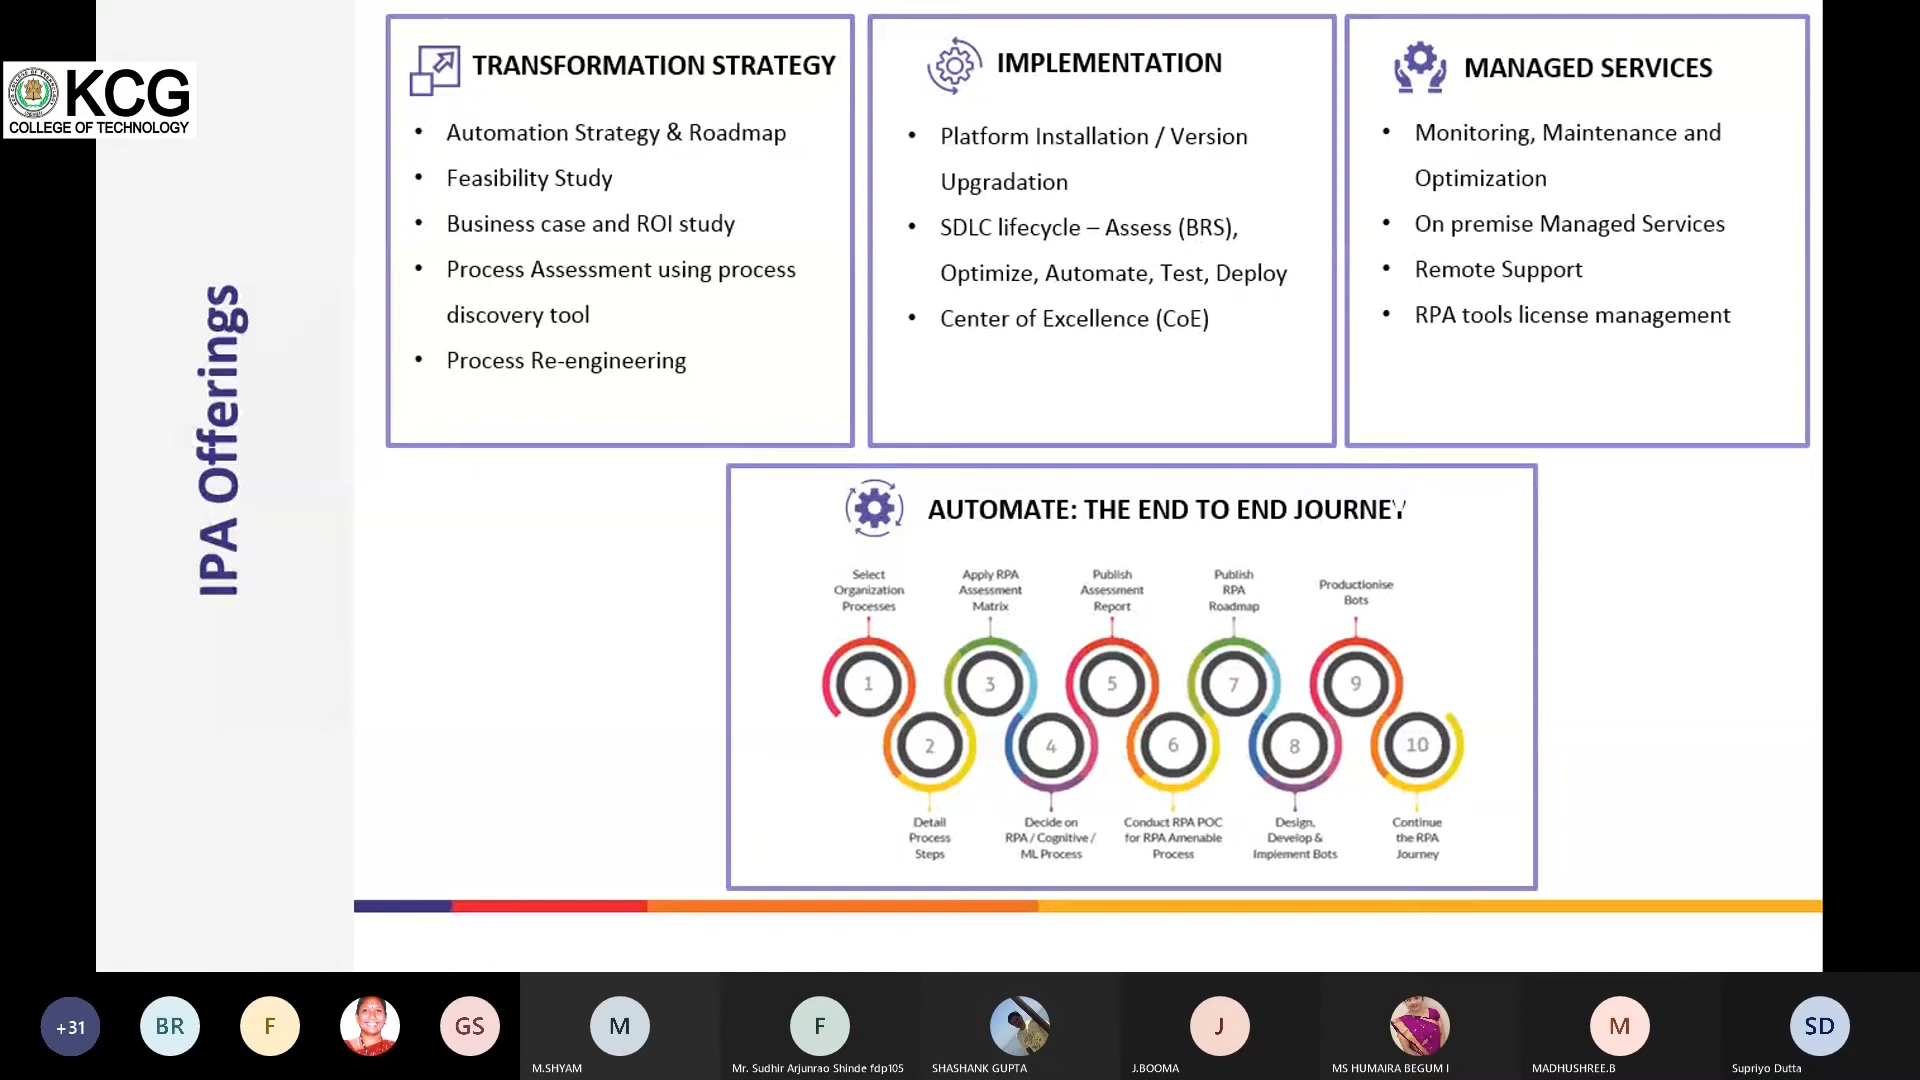 KCG
COLLEGE OF TECHNOLOGY
IPA Offerings
TRANSFORMATION STRATEGY
• Automation Strategy & Roadmap
• Feasibility Study
• Business case and ROI study
• Process Assessment using process
discovery tool
• Process Re-engineering
IMPLEMENTATION
• Platform Installation / Version
Upgradation
• SDLC lifecycle – Assess (BRS),
Optimize, Automate, Test, Deploy
• Center of Excellence (CoE)
MANAGED SERVICES
• Monitoring, Maintenance and
Optimization
• On premise Managed Services
• Remote Support
• RPA tools license management
AUTOMATE: THE END TO END JOURNEY
Select
Organization
Processes
Apply RPA
Assessment
Matrix
Publish
Assessment
Report
Publish
RPA
Roadmap
Productionise
Bots
1
3
5
7
9
2
4
6
8
10
Detail
Process
Steps
Decide on
RPA / Cognitive /
ML Process
Conduct RPA POC
for RPA Amenable
Process
Design,
Develop &
Implement Bots
Continue
the RPA
Journey
+31
BR
F
GS
M
F
J
M
SD
M.SHYAM
Mr. Sudhir Arjunrao Shinde fdp105
SHASHANK GUPTA
J.BOOMA
MS HUMAIRA BEGUM I
MADHUSHREE.B
Supriyo Dutta